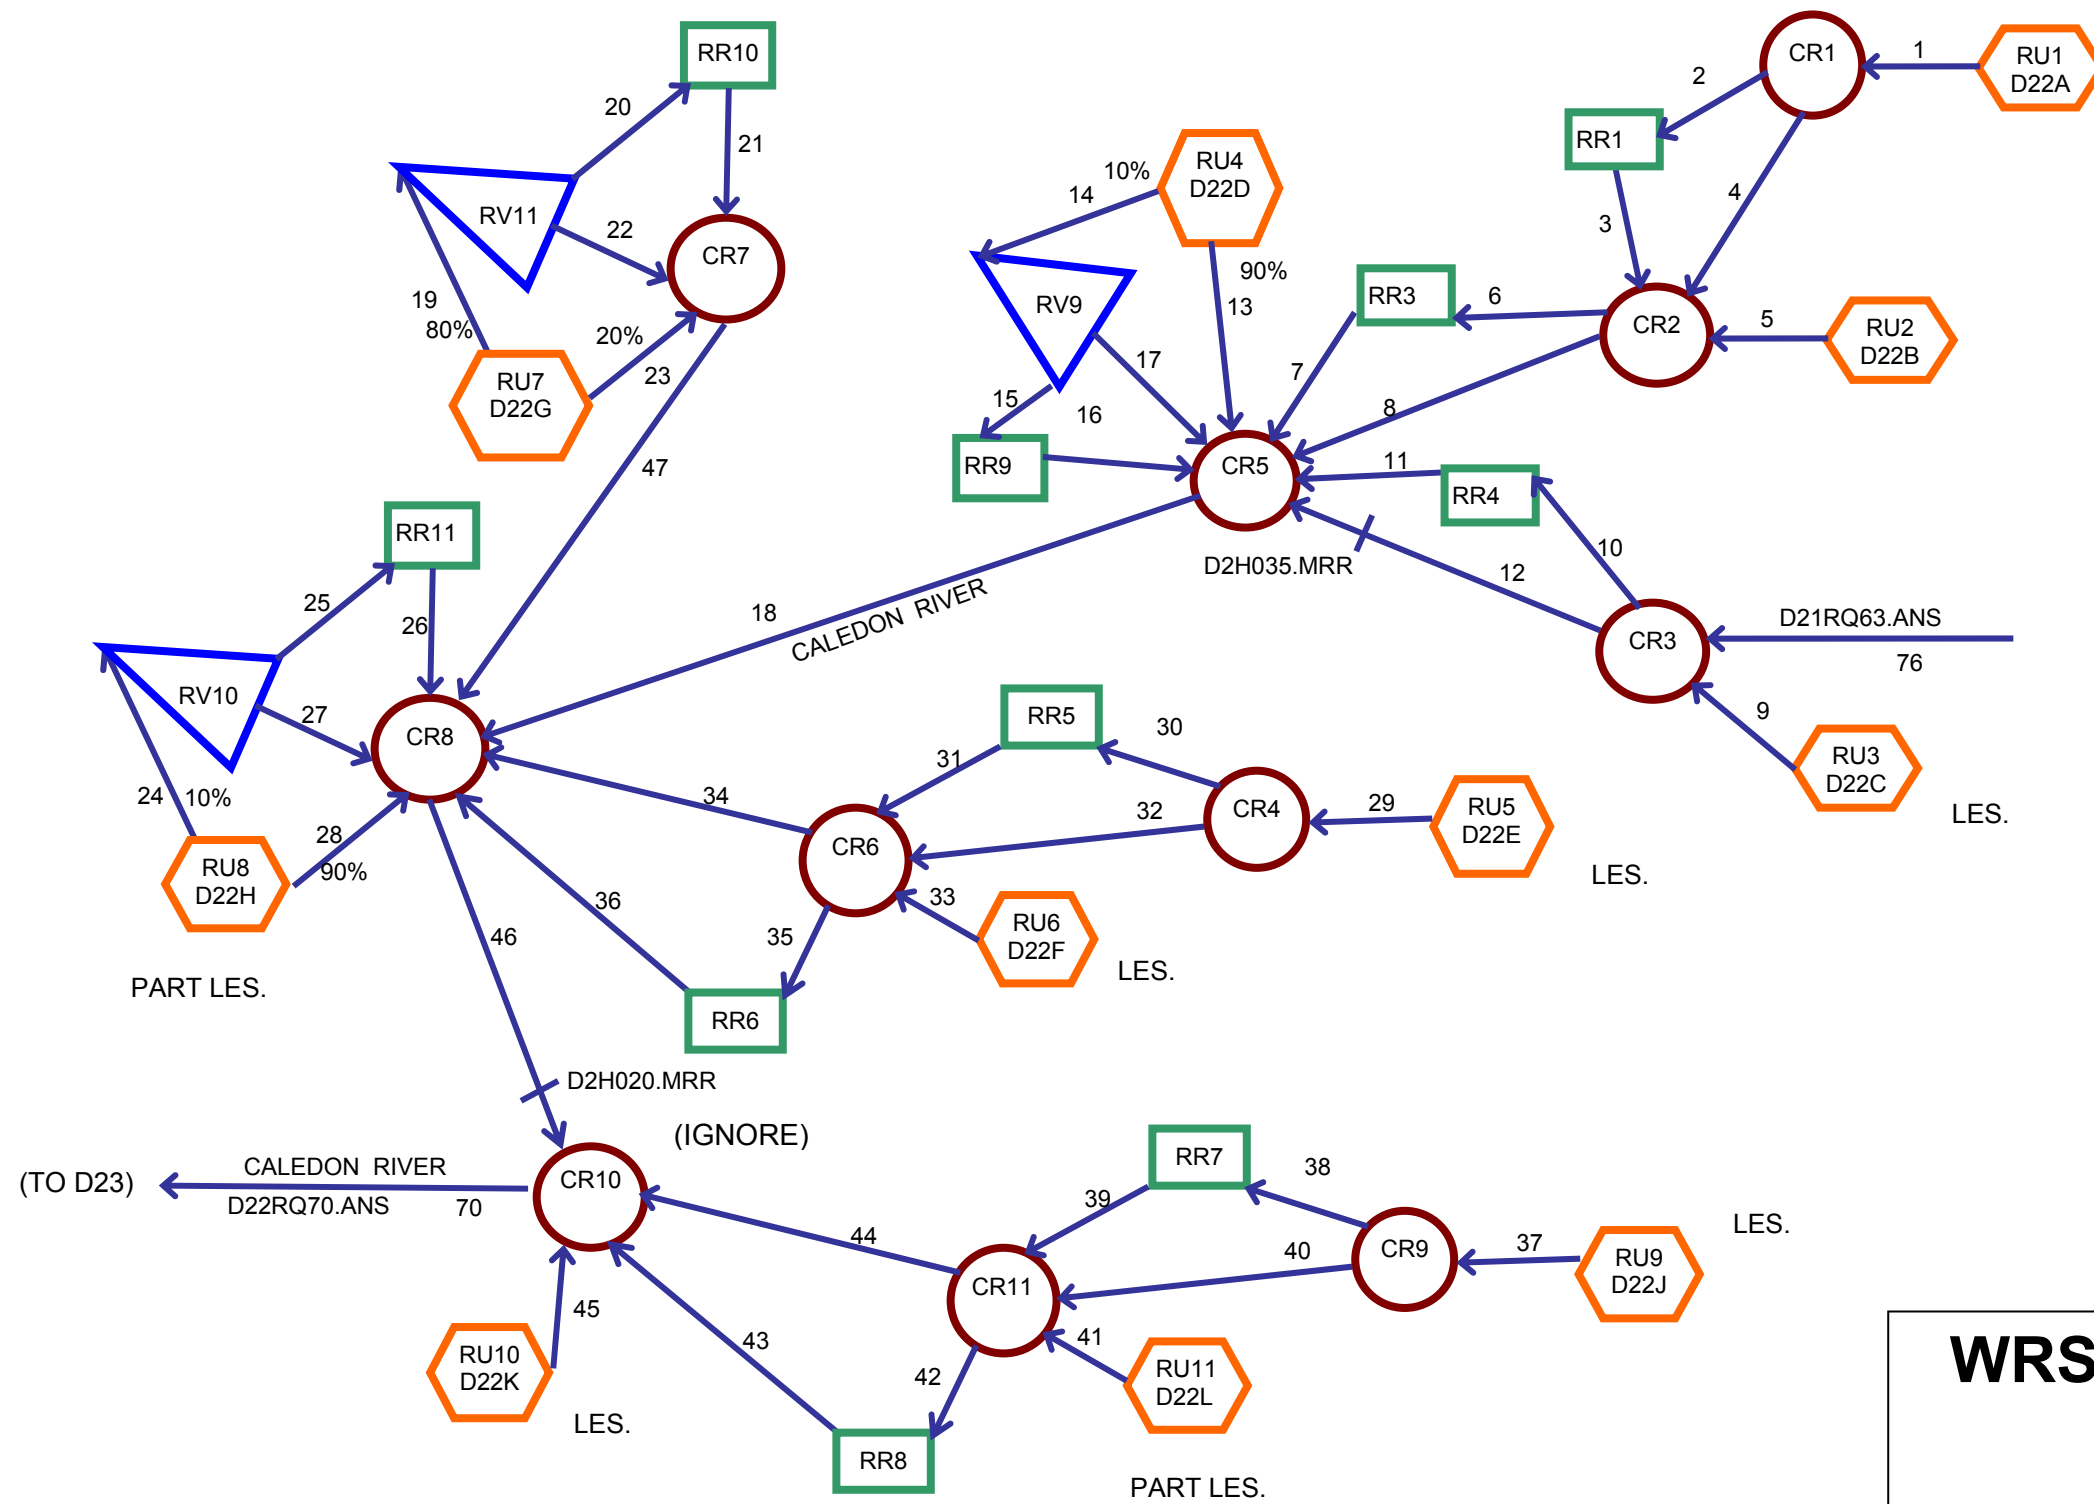 RR10
CR1
1
RU1
D22A
2
20
RR1
21
RU4
D22D
10%
14
4
RV11
22
3
CR7
90%
13
RR3
6
RV9
CR2
5
RU2
D22B
19
80%
20%
RU7
D22G
23
17
7
15
16
8
RR9
CR5
11
RR4
47
RR11
10
D2H035.MRR
12
25
26
18
CALEDON RIVER
D21RQ63.ANS
CR3
76
RV10
27
RR5
30
9
CR8
31
RU3
D22C
LES.
24
10%
34
32
CR4
29
RU5
D22E
28
90%
CR6
RU8
D22H
LES.
36
33
RU6
D22F
46
35
LES.
PART LES.
RR6
D2H020.MRR
(IGNORE)
RR7
38
(TO D23)
CALEDON RIVER
D22RQ70.ANS
70
CR10
39
44
LES.
40
CR9
37
RU9
D22J
CR11
45
43
41
RU10
D22K
42
RU11
D22L
WRS
LES.
RR8
PART LES.